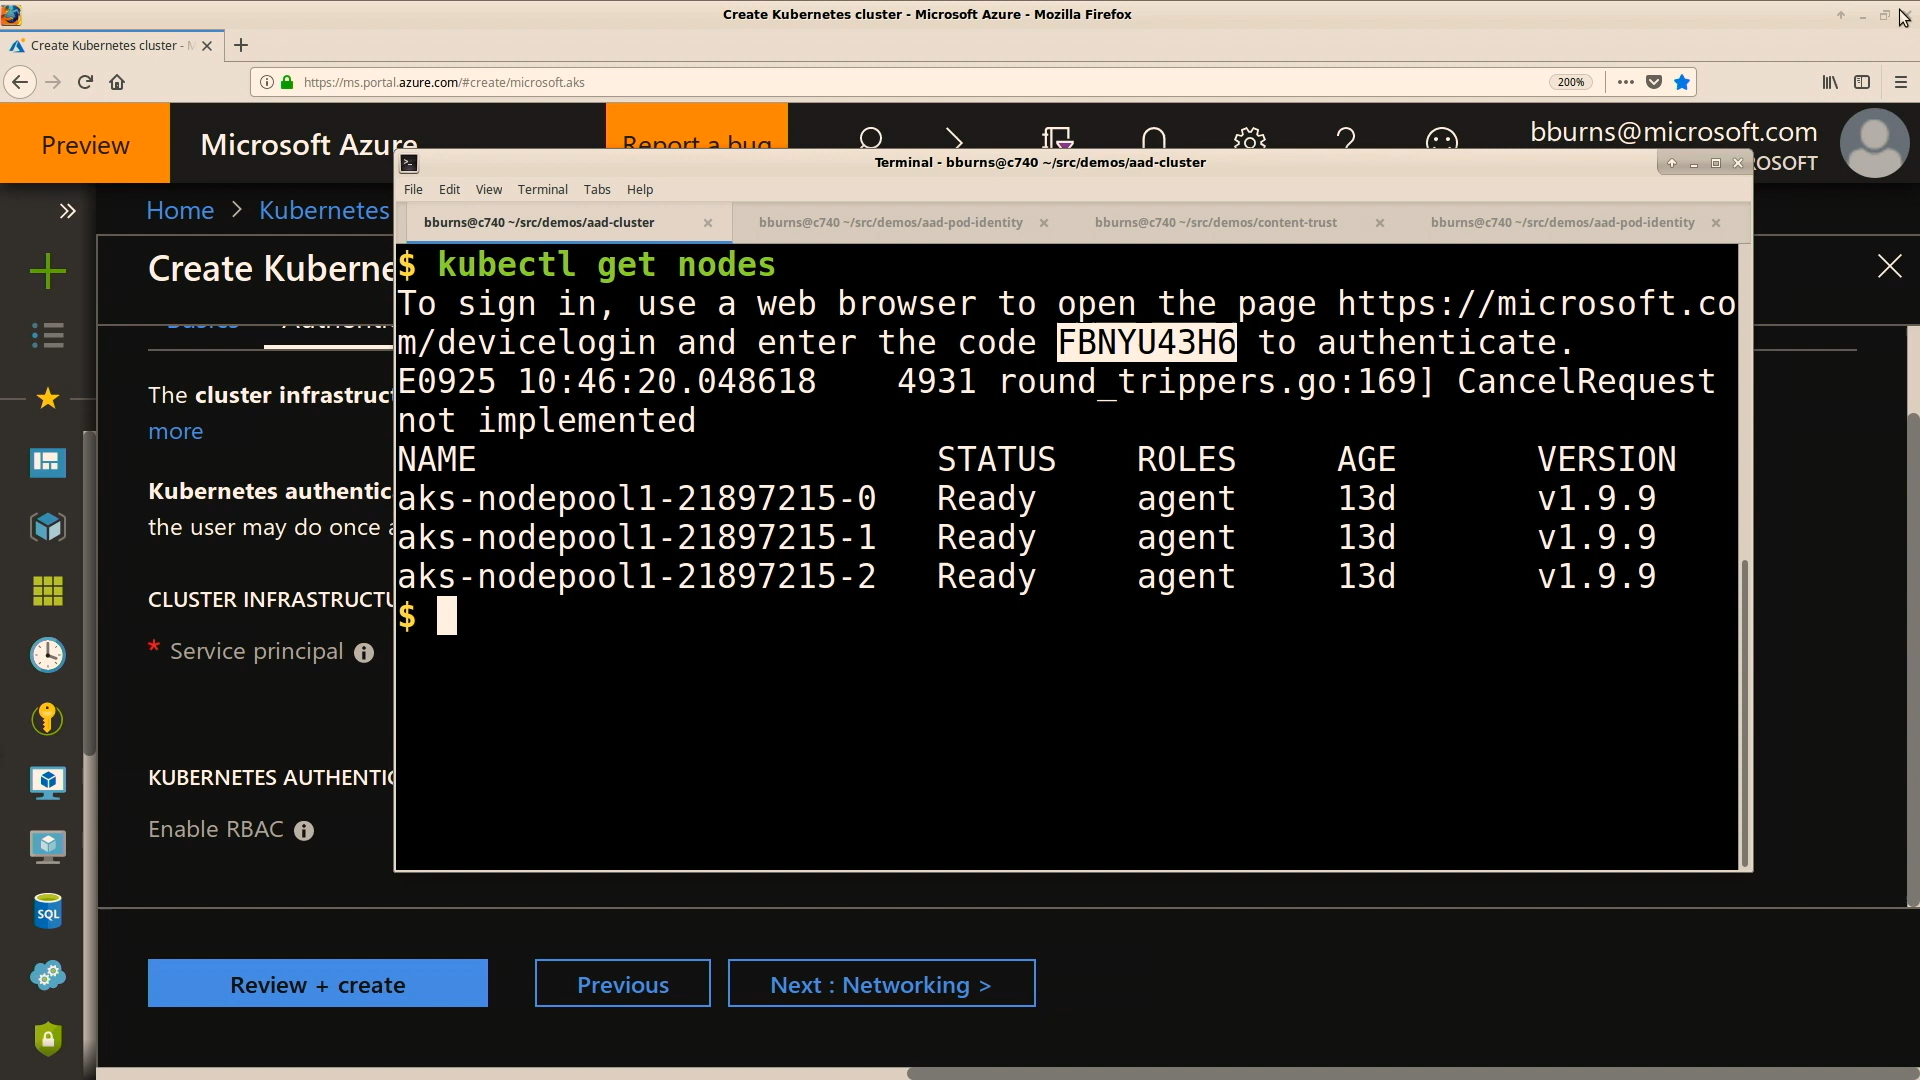 Create Kubernetes cluster - Microsoft Azure - Mozilla Firefox
Create Kubernetes cluster - M
https://ms.portal.azure.com/#create/microsoft.aks
200%
Preview
Microsoft Azure
Report a bug
bburns@microsoft.com
OSOFT
Home > Kubernetes
Create Kuberne
Basics
Authenti
The cluster infrastruct
more
Kubernetes authentic
the user may do once a
CLUSTER INFRASTRUCTU
* Service principal
KUBERNETES AUTHENTIC
Enable RBAC
Review + create
Previous
Next : Networking >
SQL
Terminal - bburns@c740 ~/src/demos/aad-cluster
File Edit View Terminal Tabs Help
bburns@c740 ~/src/demos/aad-cluster
bburns@c740 ~/src/demos/aad-pod-identity
bburns@c740 ~/src/demos/content-trust
bburns@c740 ~/src/demos/aad-pod-identity
$ kubectl get nodes
To sign in, use a web browser to open the page https://microsoft.co
m/devicelogin and enter the code FBNYU43H6 to authenticate.
E0925 10:46:20.048618    4931 round_trippers.go:169] CancelRequest
not implemented
NAME                       STATUS    ROLES     AGE       VERSION
aks-nodepool1-21897215-0   Ready     agent     13d       v1.9.9
aks-nodepool1-21897215-1   Ready     agent     13d       v1.9.9
aks-nodepool1-21897215-2   Ready     agent     13d       v1.9.9
$